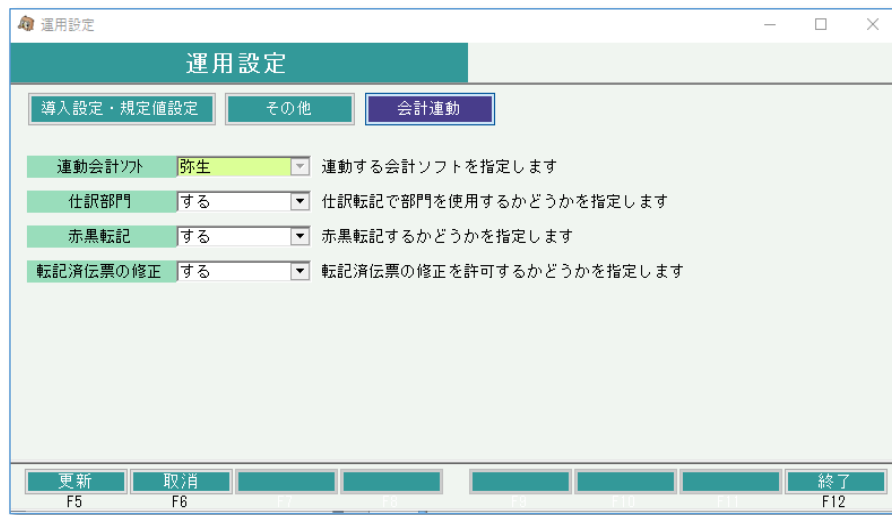 運用設定
運用設定
導入設定・規定値設定 その他 会計連動
連動会計ｿﾌﾄ 弥生 連動する会計ソフトを指定します
仕訳部門 する 仕訳転記で部門を使用するかどうかを指定します
赤黒転記 する 赤黒転記するかどうかを指定します
転記済伝票の修正 する 転記済伝票の修正を許可するかどうかを指定します
更新 取消 終了
F5 F6 F7 F8 F9 F10 F11 F12